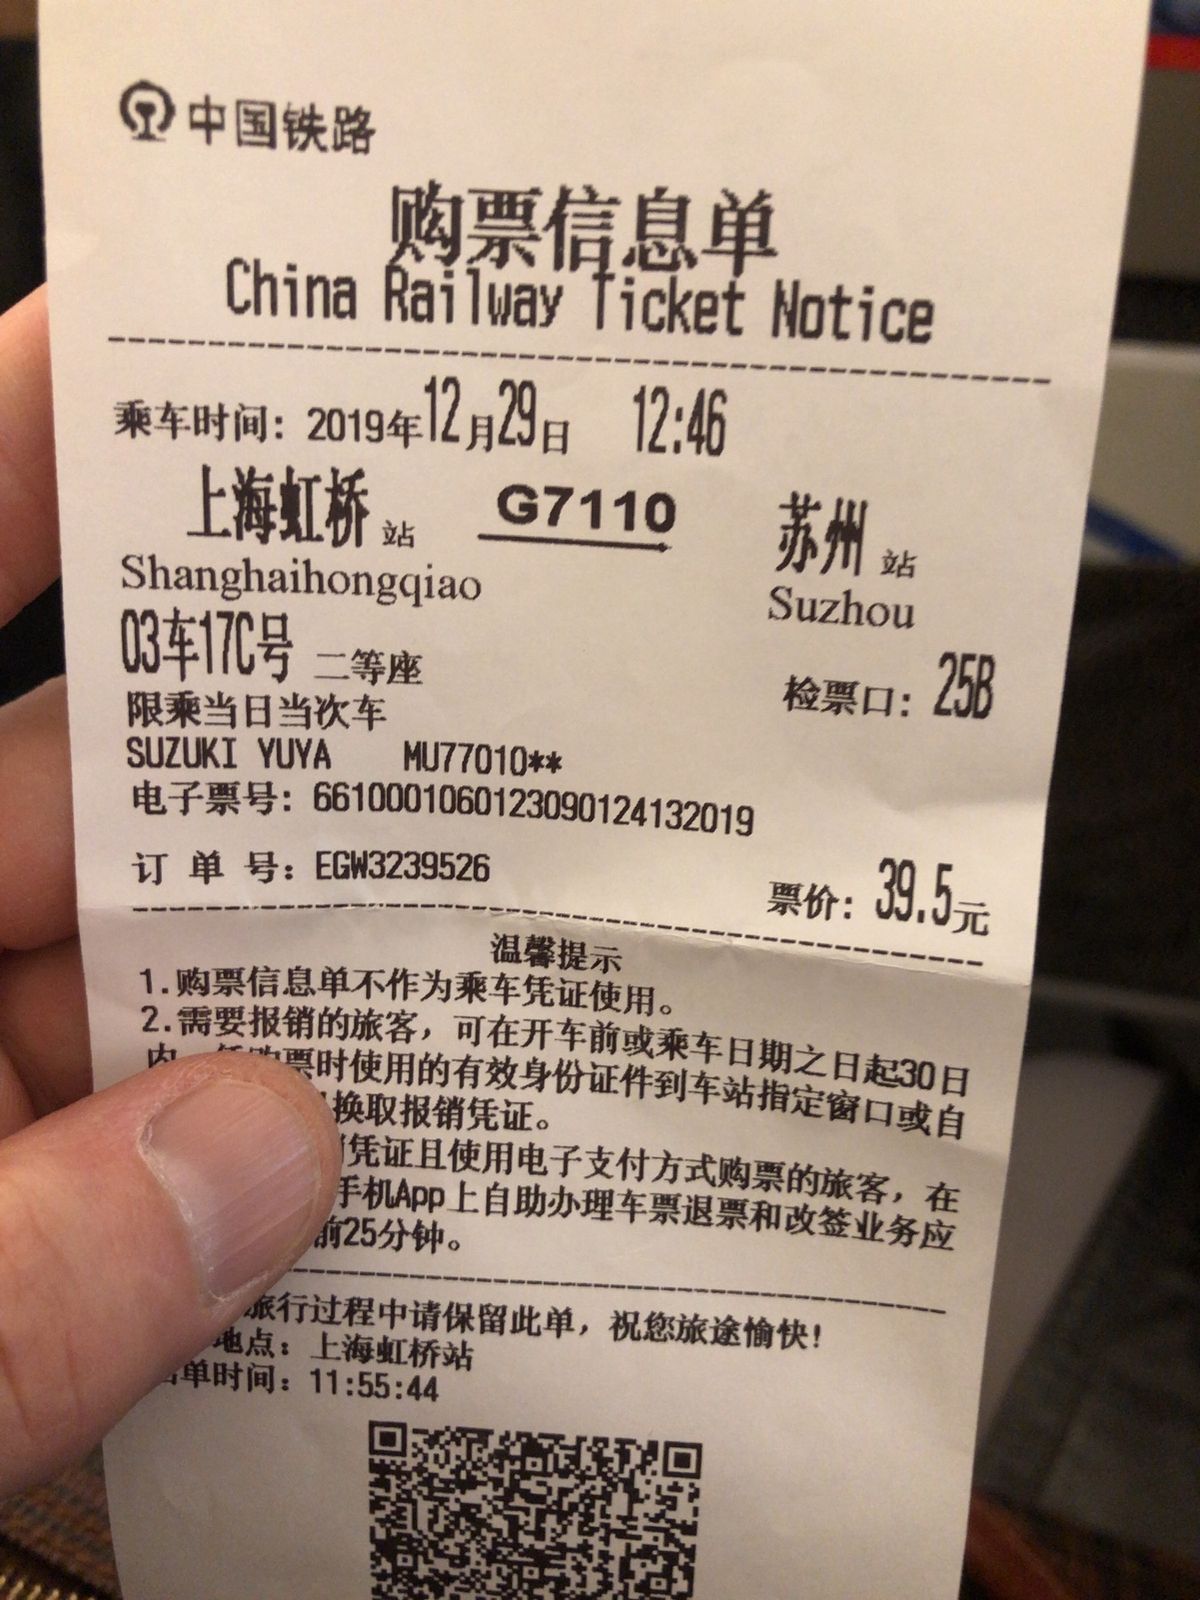 中国铁路
购票信息单
China Railway Ticket Notice
乘车时间：2019年12月29日 12:46
上海虹桥站 G7110 苏州站
Shanghaihongqiao Suzhou
03车17C号 二等座 检票口：25B
限乘当日当次车
SUZUKI YUYA MU77010**
电子票号：6610001060123090124132019
订单号：EGW3239526 票价：39.5元
温馨提示
1.购票信息单不作为乘车凭证使用。
2.需要报销的旅客，可在开车前或乘车日期之日起30日
内 购票时使用的有效身份证件到车站指定窗口或自
换取报销凭证。
凭证且使用电子支付方式购票的旅客，在
手机App上自助办理车票退票和改签业务应
前25分钟。
旅行过程中请保留此单，祝您旅途愉快！
地点：上海虹桥站
单时间：11:55:44